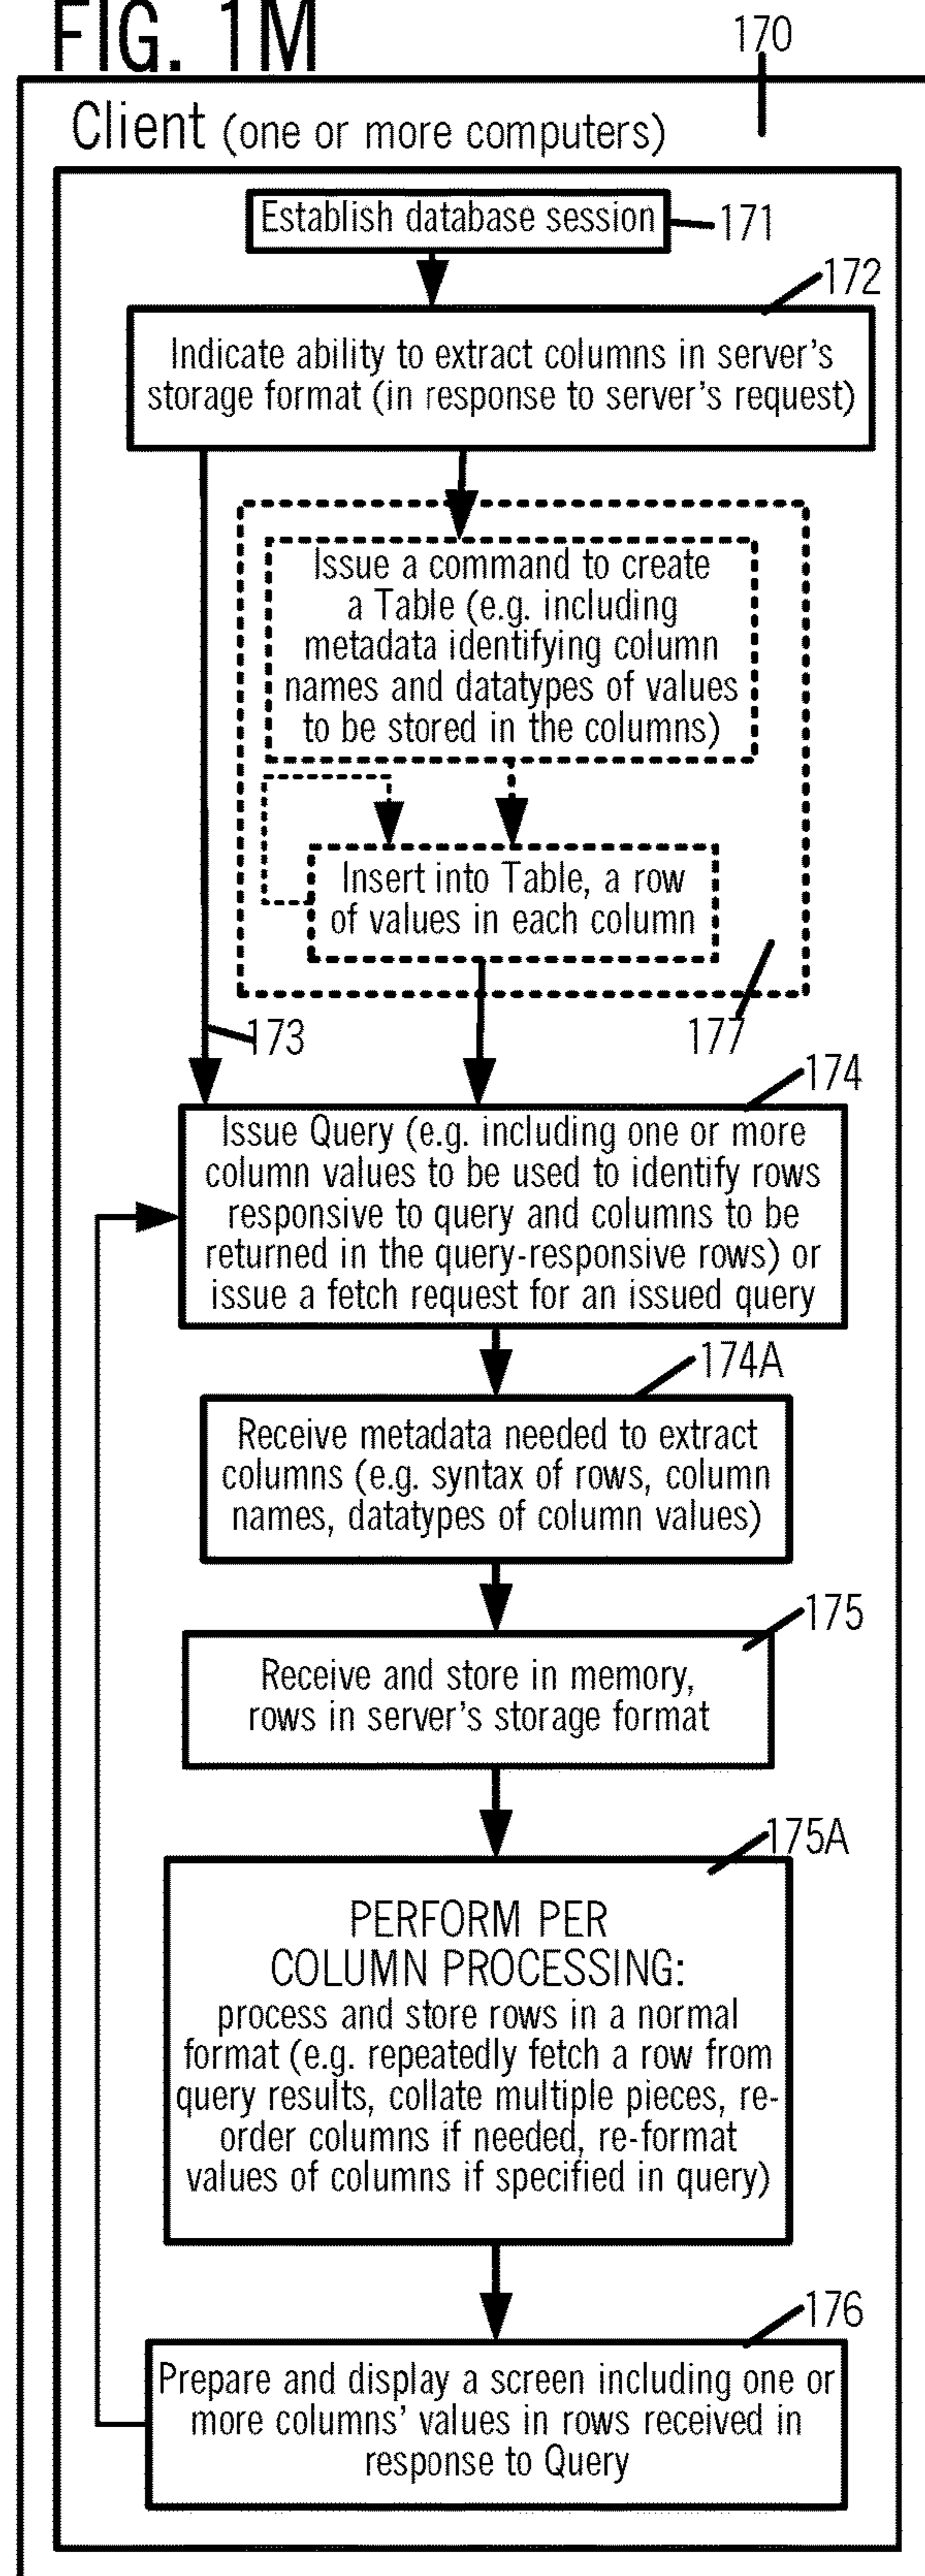 FIG. 1M
170
Client (one or more computers)
Establish database session
171
172
Indicate ability to extract columns in server's
storage format (in response to server's request)
Issue a command to create
a Table (e.g. including
metadata identifying column
names and datatypes of values
to be stored in the columns)
Insert into Table, a row
of values in each column
173
177
174
Issue Query (e.g. including one or more
column values to be used to identify rows
responsive to query and columns to be
returned in the query-responsive rows) or
issue a fetch request for an issued query
174A
Receive metadata needed to extract
columns (e.g. syntax of rows, column
names, datatypes of column values)
175
Receive and store in memory,
rows in server's storage format
175A
PERFORM PER
COLUMN PROCESSING:
process and store rows in a normal
format (e.g. repeatedly fetch a row from
query results, collate multiple pieces, re-
order columns if needed, re-format
values of columns if specified in query)
176
Prepare and display a screen including one or
more columns' values in rows received in
response to Query